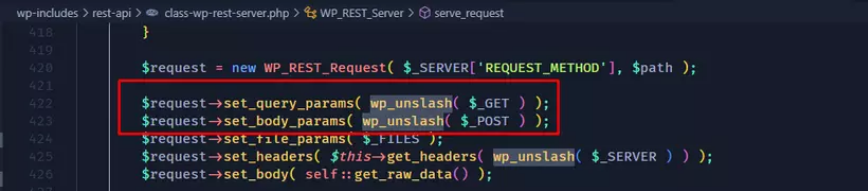 wp-includes > rest-api > class-wp-rest-server.php > WP_REST_Server > serve_request
418 }
419
420 $request = new WP_REST_Request( $_SERVER['REQUEST_METHOD'], $path );
421
422 $request->set_query_params( wp_unslash( $_GET ) );
423 $request->set_body_params( wp_unslash( $_POST ) );
424 $request->set_file_params( $_FILES );
425 $request->set_headers( $this->get_headers( wp_unslash( $_SERVER ) ) );
426 $request->set_body( self::get_raw_data() );